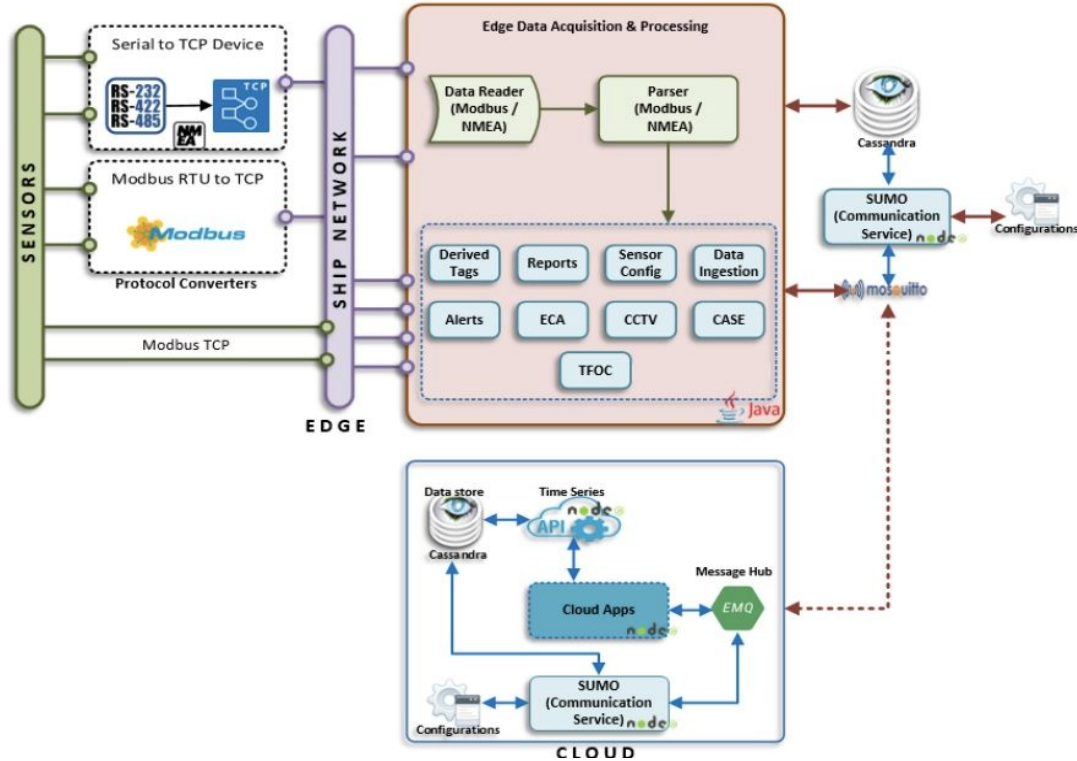 SENSORS
Serial to TCP Device
RS-232
RS-422
RS-485
NM
EA
TCP
Modbus RTU to TCP
Modbus
Protocol Converters
Modbus TCP
SHIP NETWORK
EDGE
Edge Data Acquisition & Processing
Data Reader
(Modbus /
NMEA)
Parser
(Modbus /
NMEA)
Derived
Tags
Reports
Sensor
Config
Data
Ingestion
Alerts
ECA
CCTV
CASE
TFOC
Java
Cassandra
SUMO
(Communication
Service)
node
Configurations
mosquitto
Data store
Cassandra
Time Series
node
API
Cloud Apps
node
Message Hub
EMQ
SUMO
(Communication
Service)
node
Configurations
CLOUD